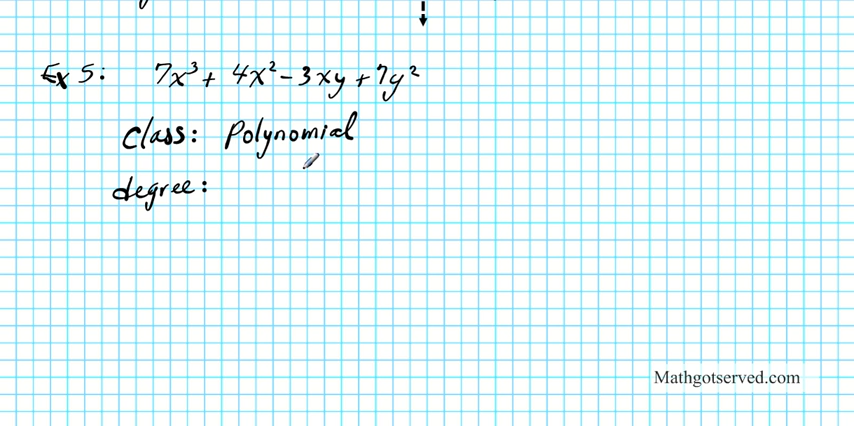 Ex 5: 7x³ + 4x² - 3xy + 7y²
Class: Polynomial
degree:
Mathgotserved.com